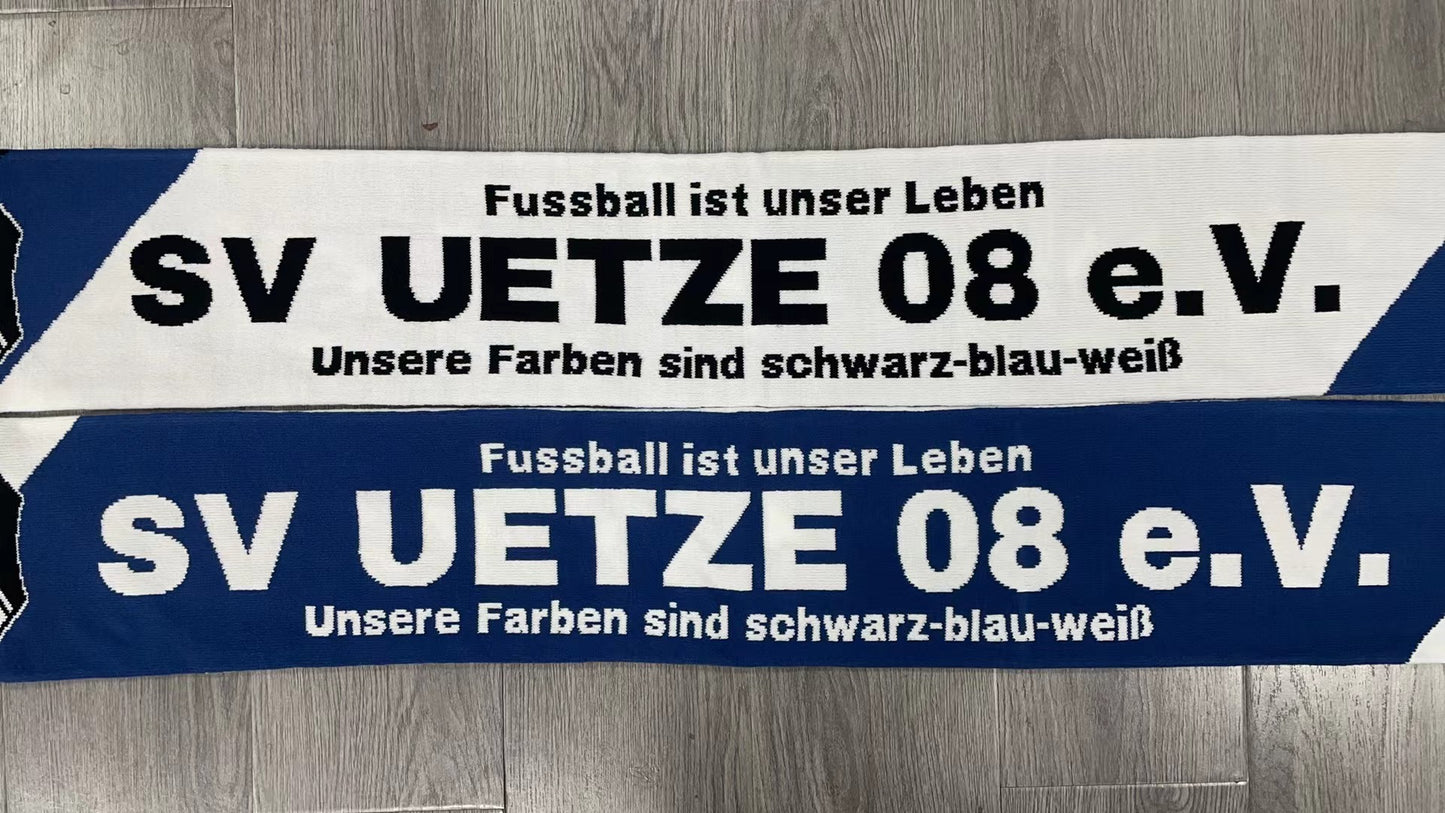 Fussball ist unser Leben
SV UETZE 08 e.V.
Unsere Farben sind schwarz-blau-weiß
Fussball ist unser Leben
SV UETZE 08 e.V.
Unsere Farben sind schwarz-blau-weiß